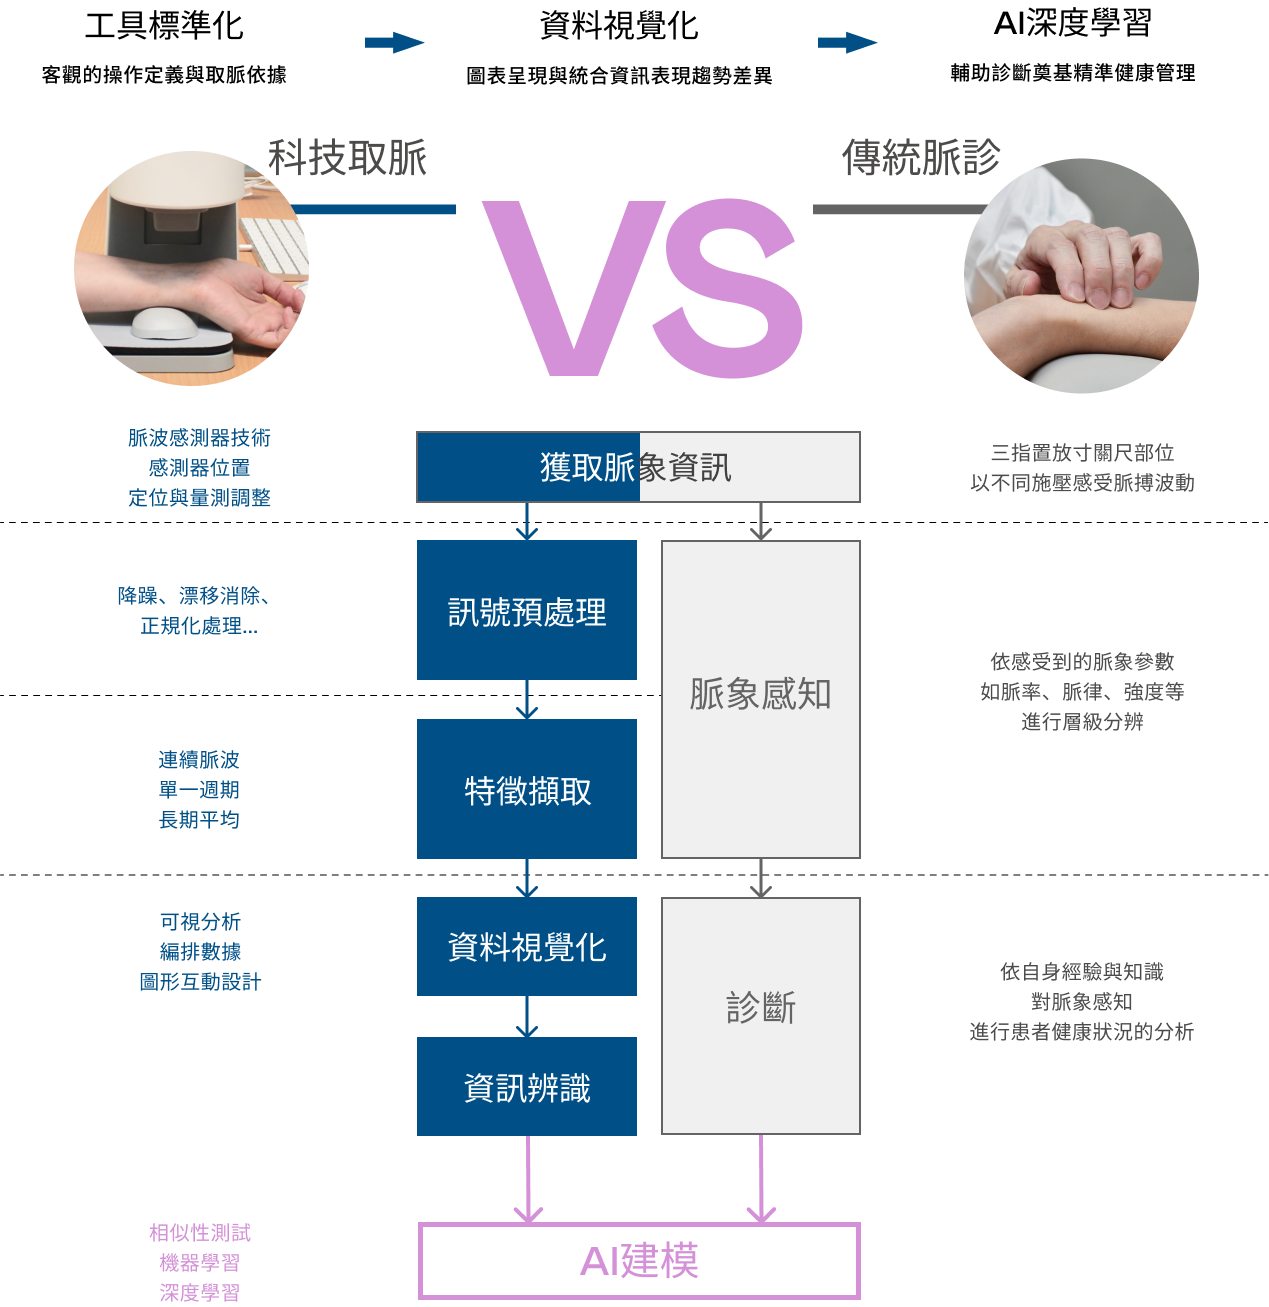 工具標準化
客觀的操作定義與取脈依據
資料視覺化
圖表呈現與統合資訊表現趨勢差異
AI深度學習
輔助診斷奠基精準健康管理
科技取脈
VS
傳統脈診
脈波感測器技術
感測器位置
定位與量測調整
獲取脈象資訊
三指置放寸關尺部位
以不同施壓感受脈搏波動
降躁、漂移消除、
正規化處理...
訊號預處理
脈象感知
依感受到的脈象參數
如脈率、脈律、強度等
進行層級分辨
連續脈波
單一週期
長期平均
特徵擷取
可視分析
編排數據
圖形互動設計
資料視覺化
資訊辨識
診斷
依自身經驗與知識
對脈象感知
進行患者健康狀況的分析
相似性測試
機器學習
深度學習
AI建模